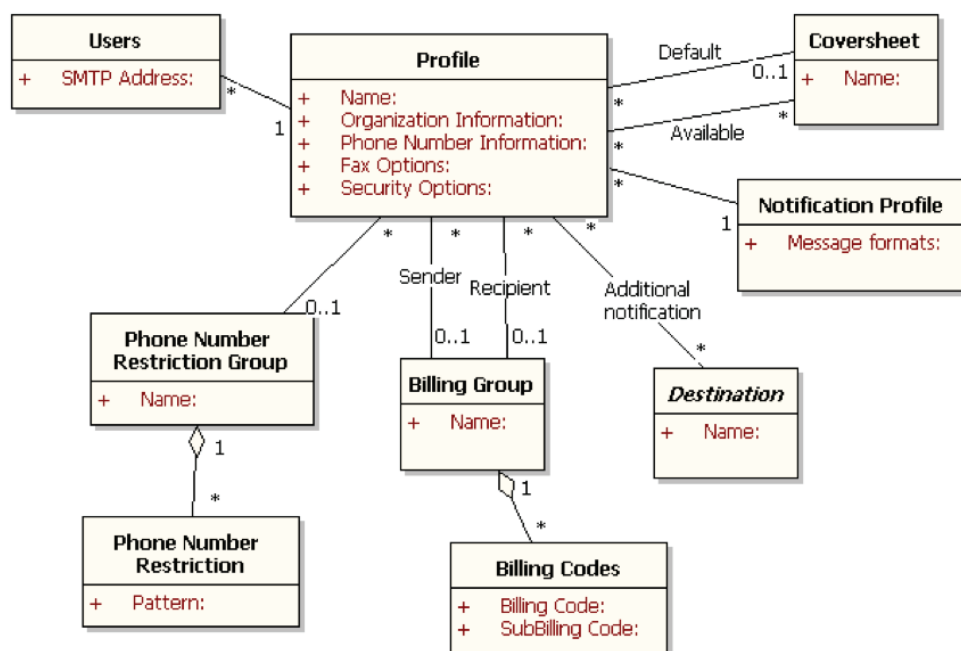 Users
+ SMTP Address:
*
1
Profile
+ Name:
+ Organization Information:
+ Phone Number Information:
+ Fax Options:
+ Security Options:
Default
0..1
*
Available
*
*
Coversheet
+ Name:
*
1
Notification Profile
+ Message formats:
*
0..1
Phone Number
Restriction Group
+ Name:
1
*
Phone Number
Restriction
+ Pattern:
*
Sender
0..1
*
Recipient
0..1
Billing Group
+ Name:
1
*
Billing Codes
+ Billing Code:
+ SubBilling Code:
*
Additional
notification
*
Destination
+ Name: